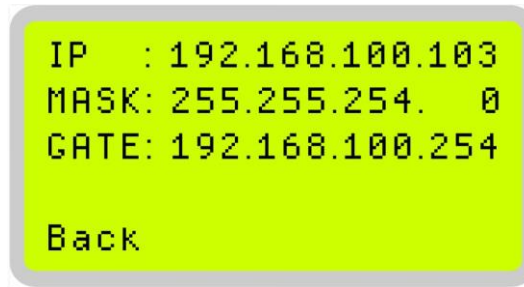 IP  : 192.168.100.103
MASK: 255.255.254.  0
GATE: 192.168.100.254
Back